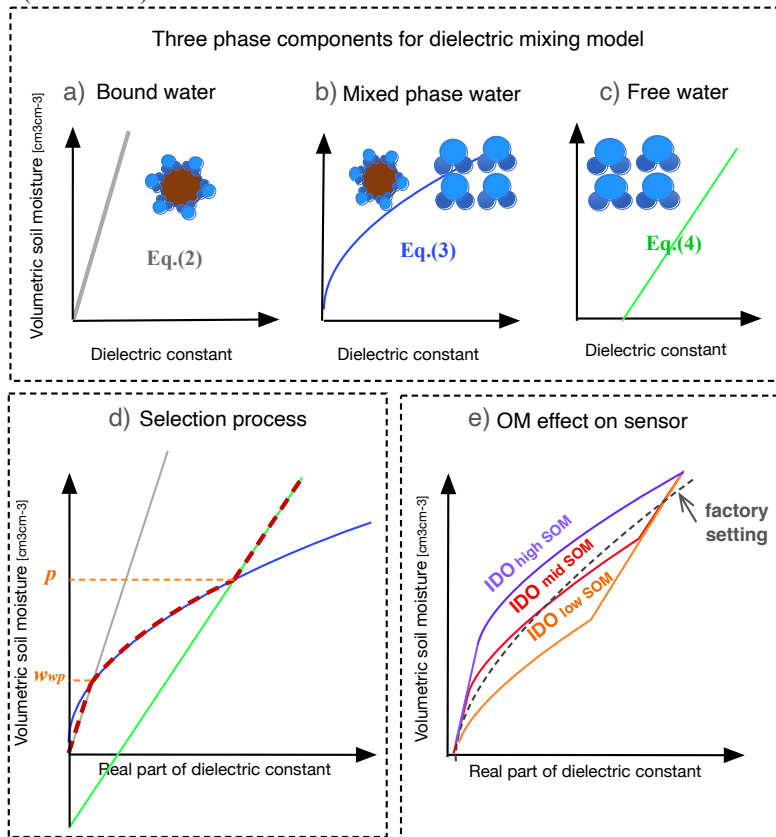 Three phase components for dielectric mixing model
a) Bound water
b) Mixed phase water
c) Free water
Volumetric soil moisture [cm3cm-3]
Eq.(2)
Eq.(3)
Eq.(4)
Dielectric constant
Dielectric constant
Dielectric constant
d) Selection process
Volumetric soil moisture [cm3cm-3]
p
wwp
Real part of dielectric constant
e) OM effect on sensor
Volumetric soil moisture [cm3cm-3]
factory
setting
IDO high SOM
IDO mid SOM
IDO low SOM
Real part of dielectric constant